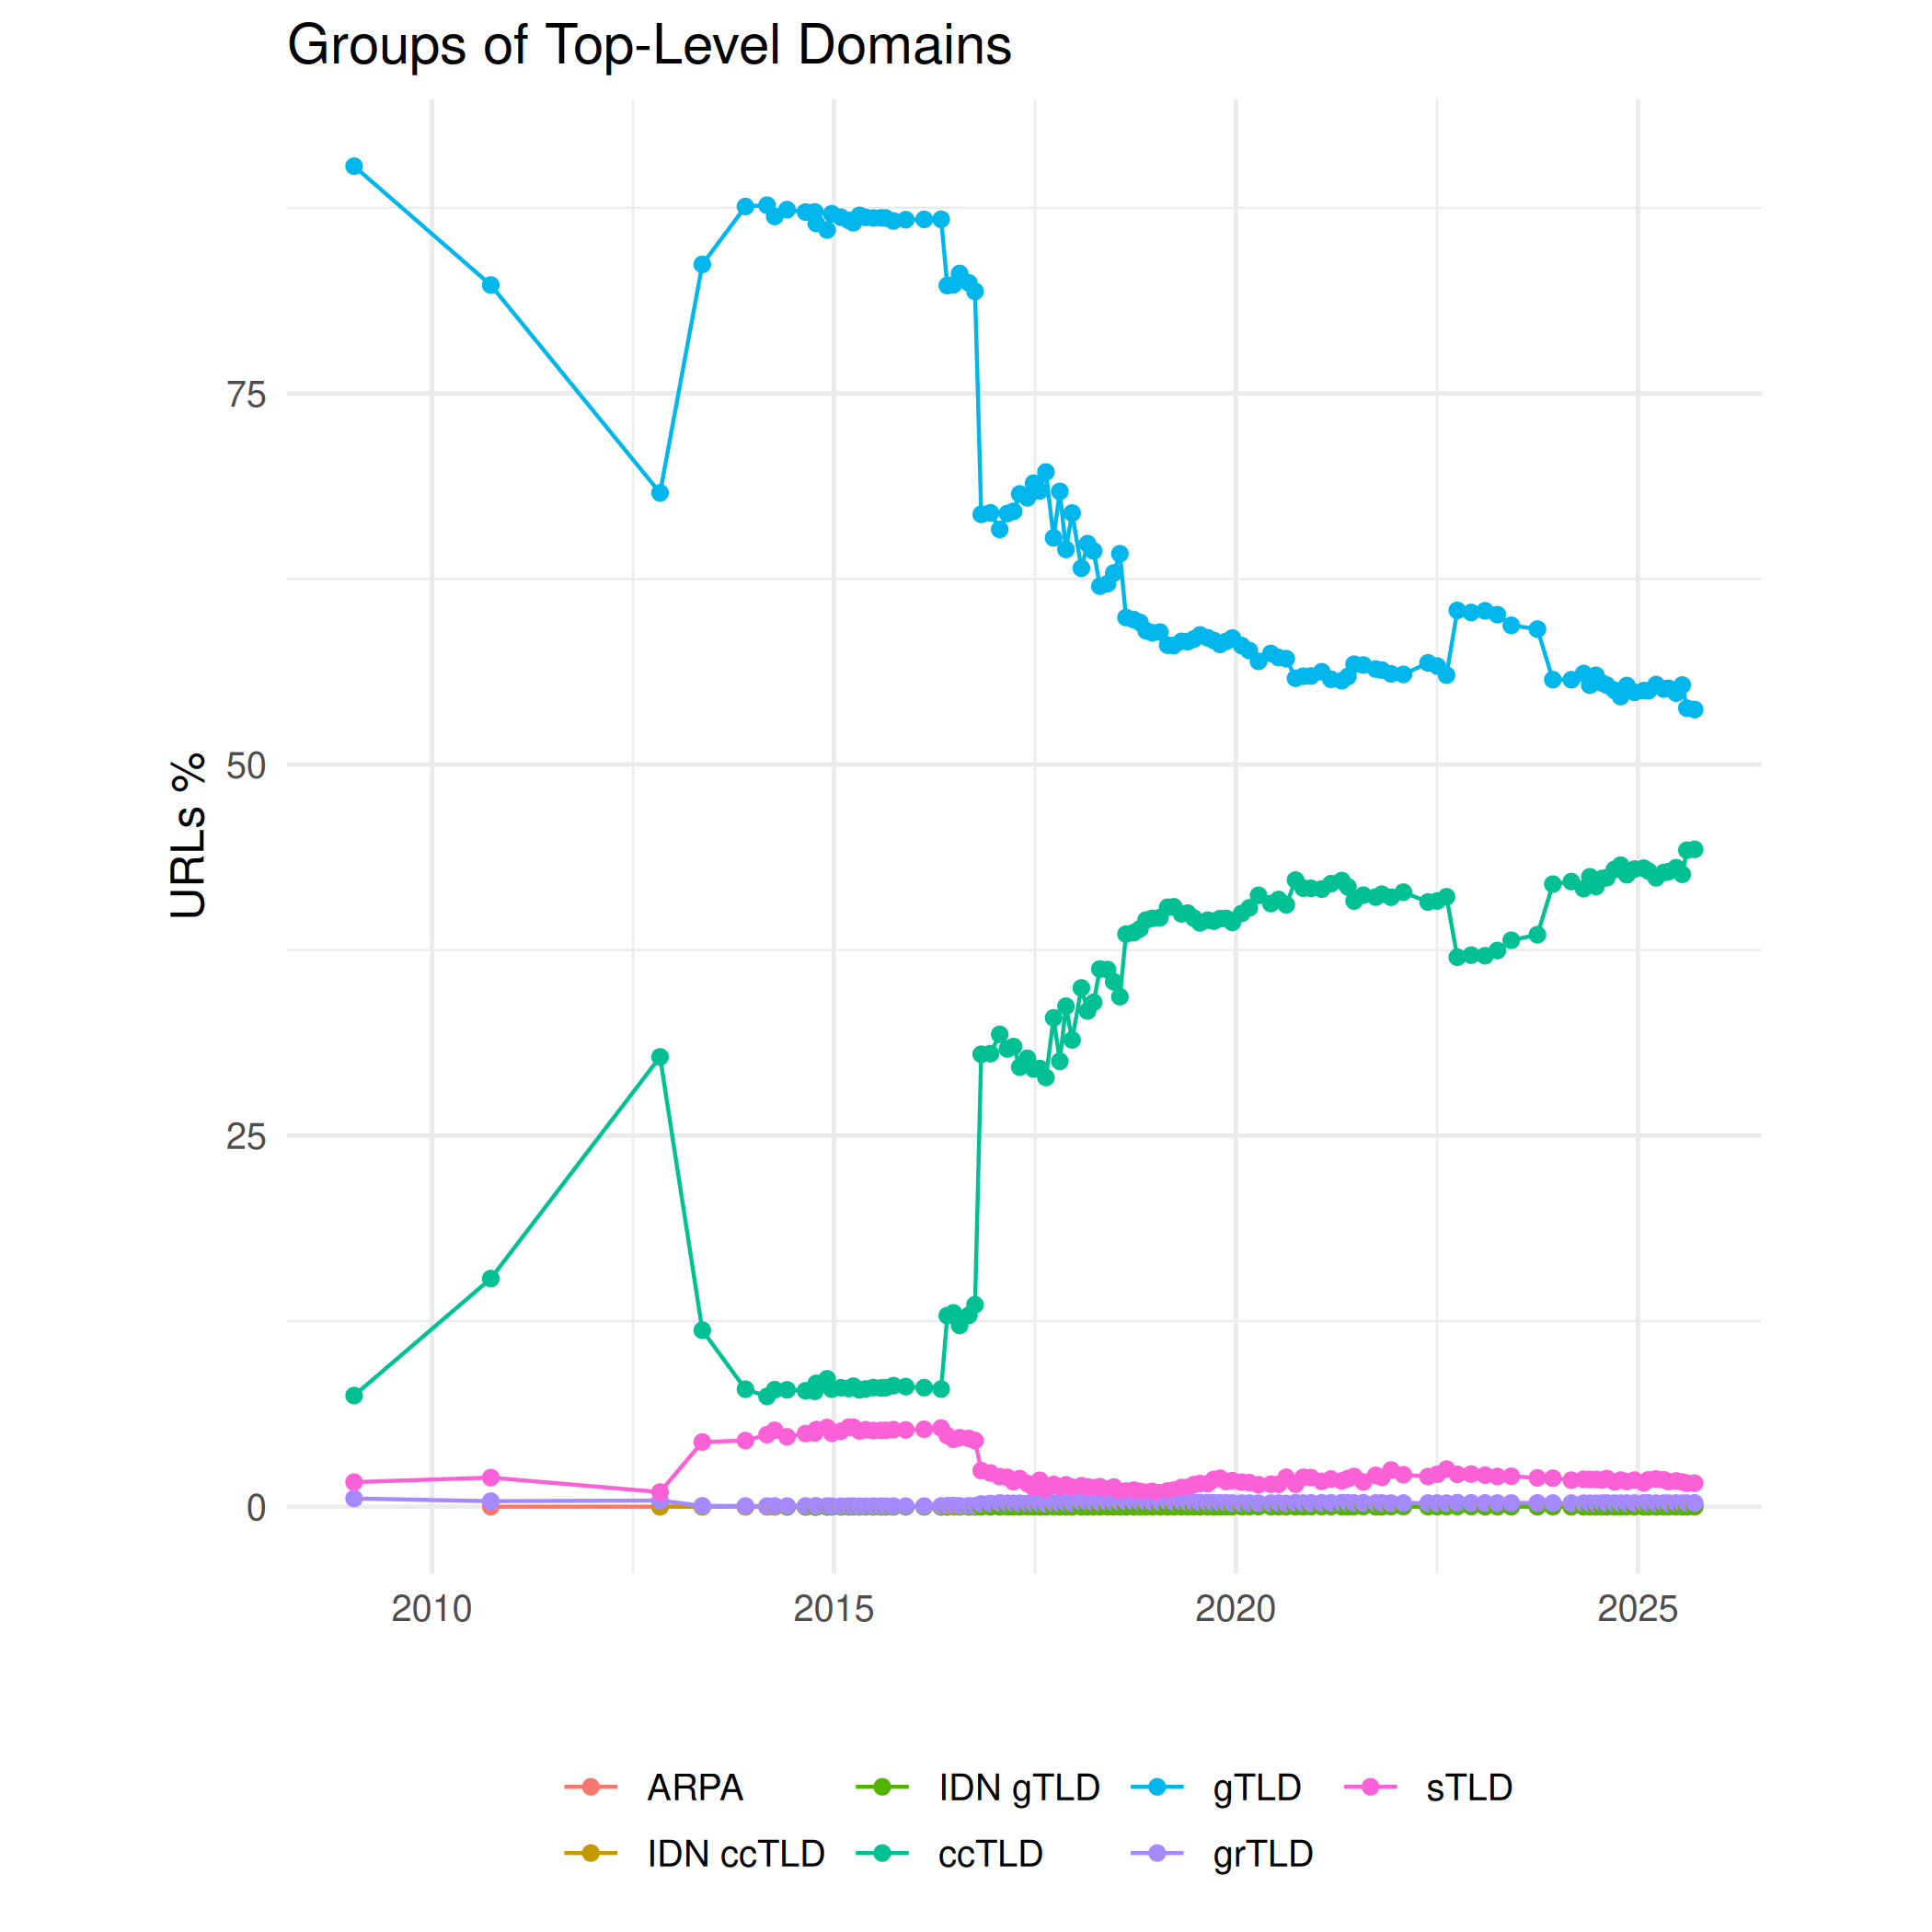 Groups of Top-Level Domains
URLs %
75
50
25
0
2010 2015 2020 2025
ARPA IDN gTLD gTLD sTLD
IDN ccTLD ccTLD grTLD